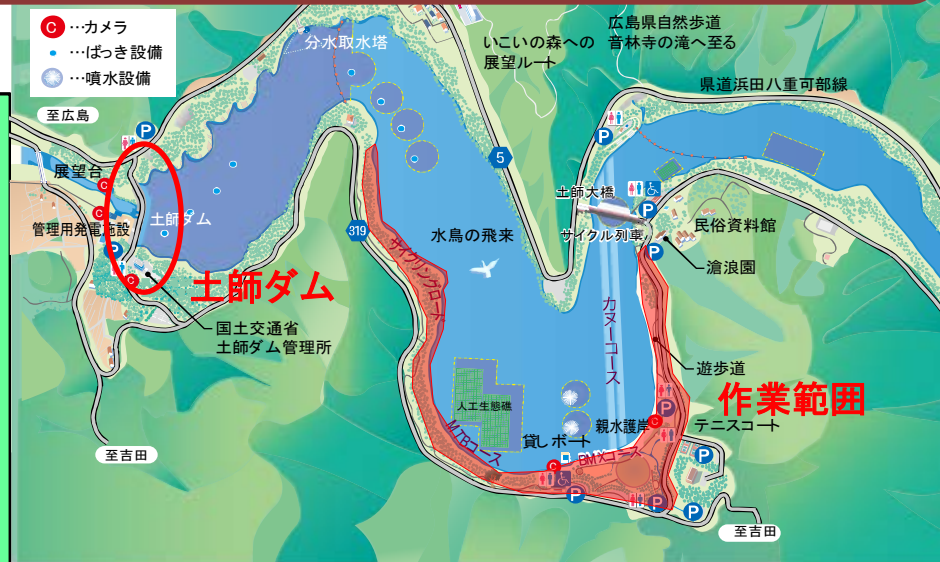 C …カメラ
…ばっき設備
…噴水設備
分水取水塔
いこいの森への
展望ルート
広島県自然歩道
音林寺の滝へ至る
県道浜田八重可部線
至広島
P
展望台
C
C
管理用発電施設
P
C
土師ダム
土師ダム
国土交通省
土師ダム管理所
至吉田
319
5
サイクリングロード
水鳥の飛来
土師大橋
サイクル列車
P
P
P
民俗資料館
滄浪園
カヌーコース
遊歩道
作業範囲
人工生態礁
MTBコース
貸しボート
親水護岸
C
P
テニスコート
C
BMXコース
P
P
P
P
至吉田